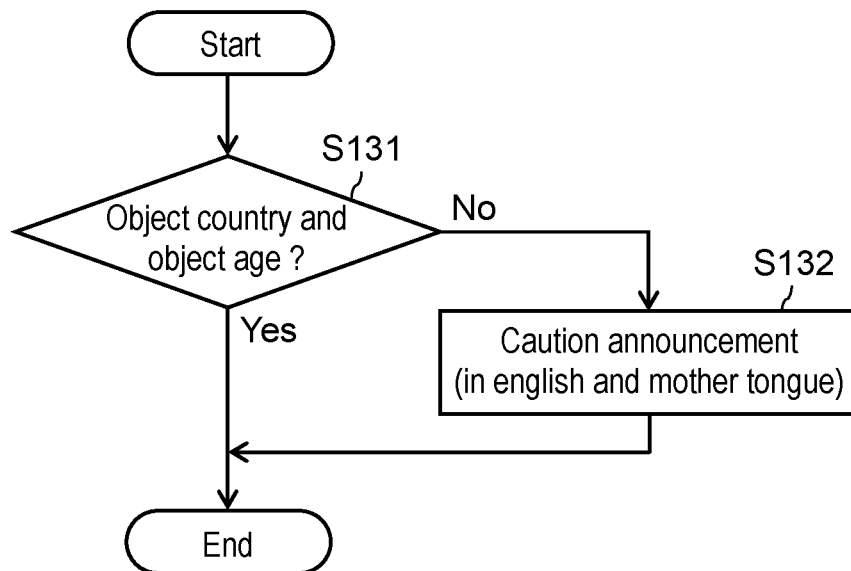 Start
S131
Object country and
object age ?
No
Yes
S132
Caution announcement
(in english and mother tongue)
End